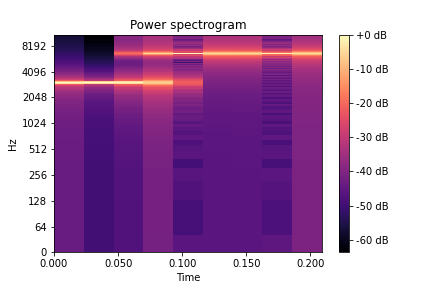 Power spectrogram
8192
4096
2048
1024
512
256
128
64
0
Hz
0.000 0.050 0.100 0.150 0.200
Time
+0 dB
-10 dB
-20 dB
-30 dB
-40 dB
-50 dB
-60 dB